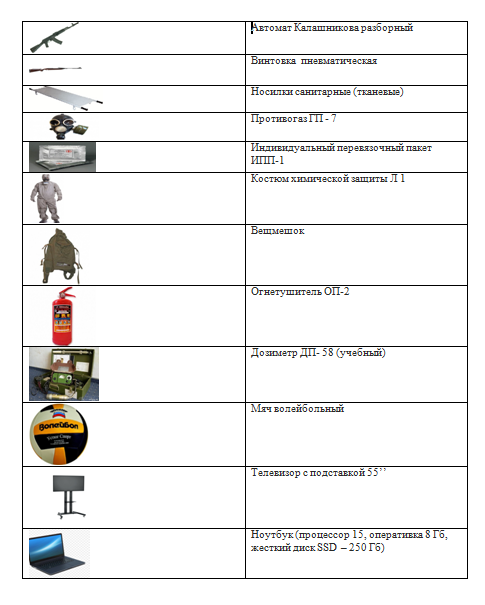 Автомат Калашникова разборный
Винтовка пневматическая
Носилки санитарные (тканевые)
Противогаз ГП - 7
Индивидуальный перевязочный пакет
ИПП-1
Костюм химической защиты Л 1
Вещмешок
Огнетушитель ОП-2
Дозиметр ДП- 58 (учебный)
волейбол
Мяч волейбольный
Телевизор с подставкой 55’’
Ноутбук (процессор 15, оперативка 8 Гб,
жесткий диск SSD – 250 Гб)